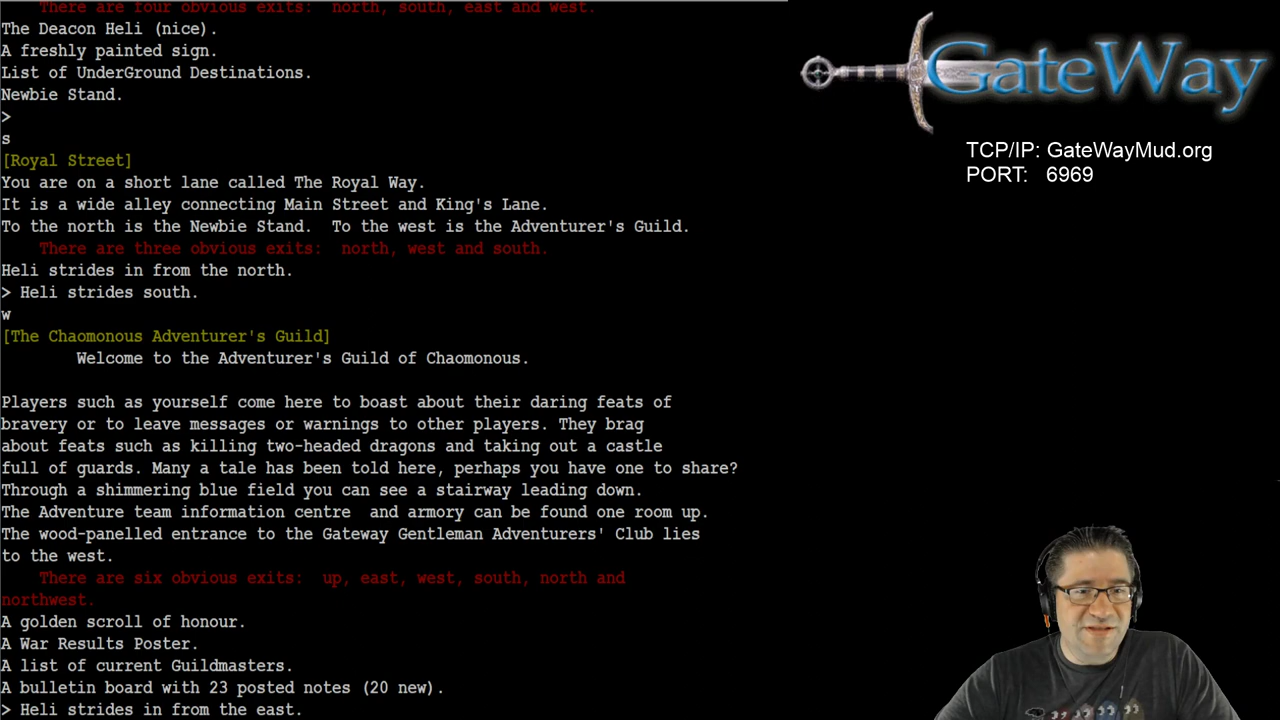 There are four obvious exits:  north, south, east and west.
The Deacon Heli (nice).
A freshly painted sign.
List of UnderGround Destinations.
Newbie Stand.
>
s
[Royal Street]
You are on a short lane called The Royal Way.
It is a wide alley connecting Main Street and King's Lane.
To the north is the Newbie Stand.  To the west is the Adventurer's Guild.
There are three obvious exits:  north, west and south.
Heli strides in from the north.
> Heli strides south.
w
[The Chaomonous Adventurer's Guild]
Welcome to the Adventurer's Guild of Chaomonous.
Players such as yourself come here to boast about their daring feats of
bravery or to leave messages or warnings to other players. They brag
about feats such as killing two-headed dragons and taking out a castle
full of guards. Many a tale has been told here, perhaps you have one to share?
Through a shimmering blue field you can see a stairway leading down.
The Adventure team information centre  and armory can be found one room up.
The wood-panelled entrance to the Gateway Gentleman Adventurers' Club lies
to the west.
There are six obvious exits:  up, east, west, south, north and
northwest.
A golden scroll of honour.
A War Results Poster.
A list of current Guildmasters.
A bulletin board with 23 posted notes (20 new).
> Heli strides in from the east.
GateWay
TCP/IP: GateWayMud.org
PORT:   6969